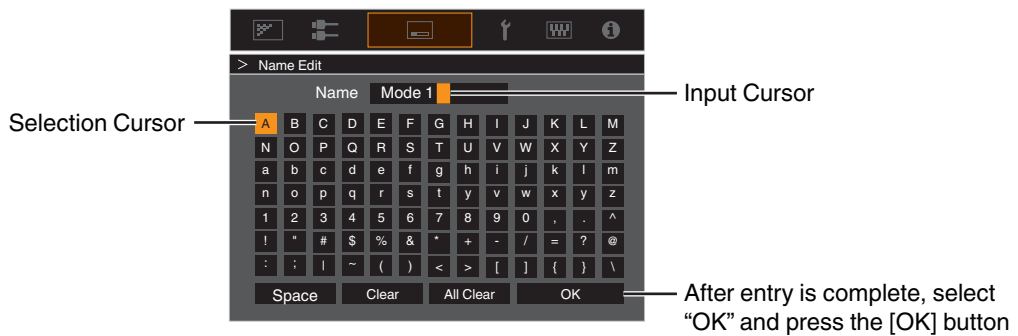 > Name Edit
Name Mode 1
Input Cursor
Selection Cursor
A B C D E F G H I J K L M
N O P Q R S T U V W X Y Z
a b c d e f g h i j k l m
n o p q r s t y v w x y z
1 2 3 4 5 6 7 8 9 0 , . ^
! " # $ % & * + - / = ? @
: ; | ~ ( ) < > [ ] { } \
Space Clear All Clear OK
After entry is complete, select
“OK” and press the [OK] button